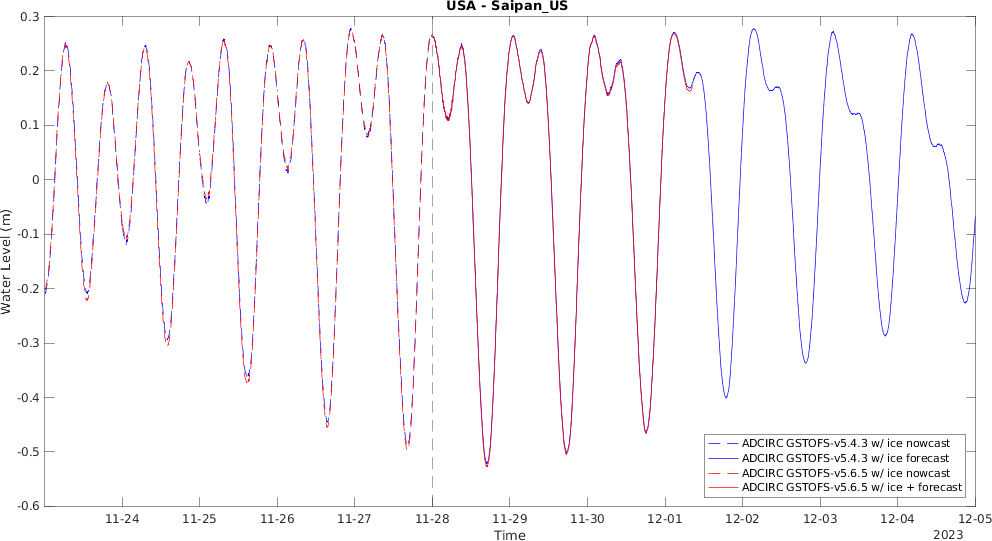 USA - Saipan_US
0.3
0.2
0.1
0
-0.1
-0.2
-0.3
-0.4
-0.5
-0.6
Water Level (m)
ADCIRC GSTOFS-v5.4.3 w/ ice nowcast
ADCIRC GSTOFS-v5.4.3 w/ ice forecast
ADCIRC GSTOFS-v5.6.5 w/ ice nowcast
ADCIRC GSTOFS-v5.6.5 w/ ice + forecast
11-24 11-25 11-26 11-27 11-28 11-29 11-30 12-01 12-02 12-03 12-04 12-05
Time
2023